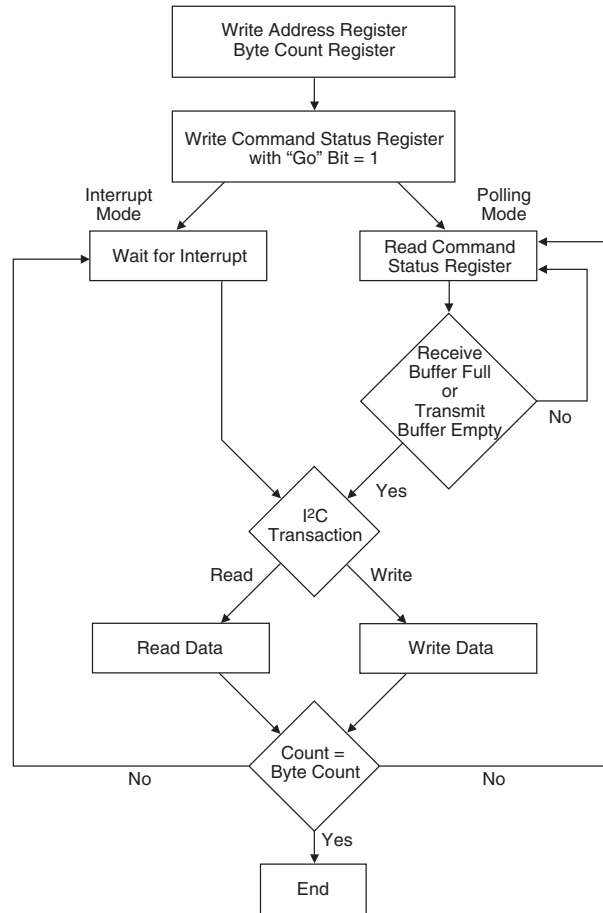 Write Address Register
Byte Count Register
Write Command Status Register
with “Go” Bit = 1
Interrupt
Mode
Polling
Mode
Wait for Interrupt
Read Command
Status Register
Receive
Buffer Full
or
Transmit
Buffer Empty
No
Yes
I²C
Transaction
Read
Write
Read Data
Write Data
Count =
Byte Count
No
No
Yes
End